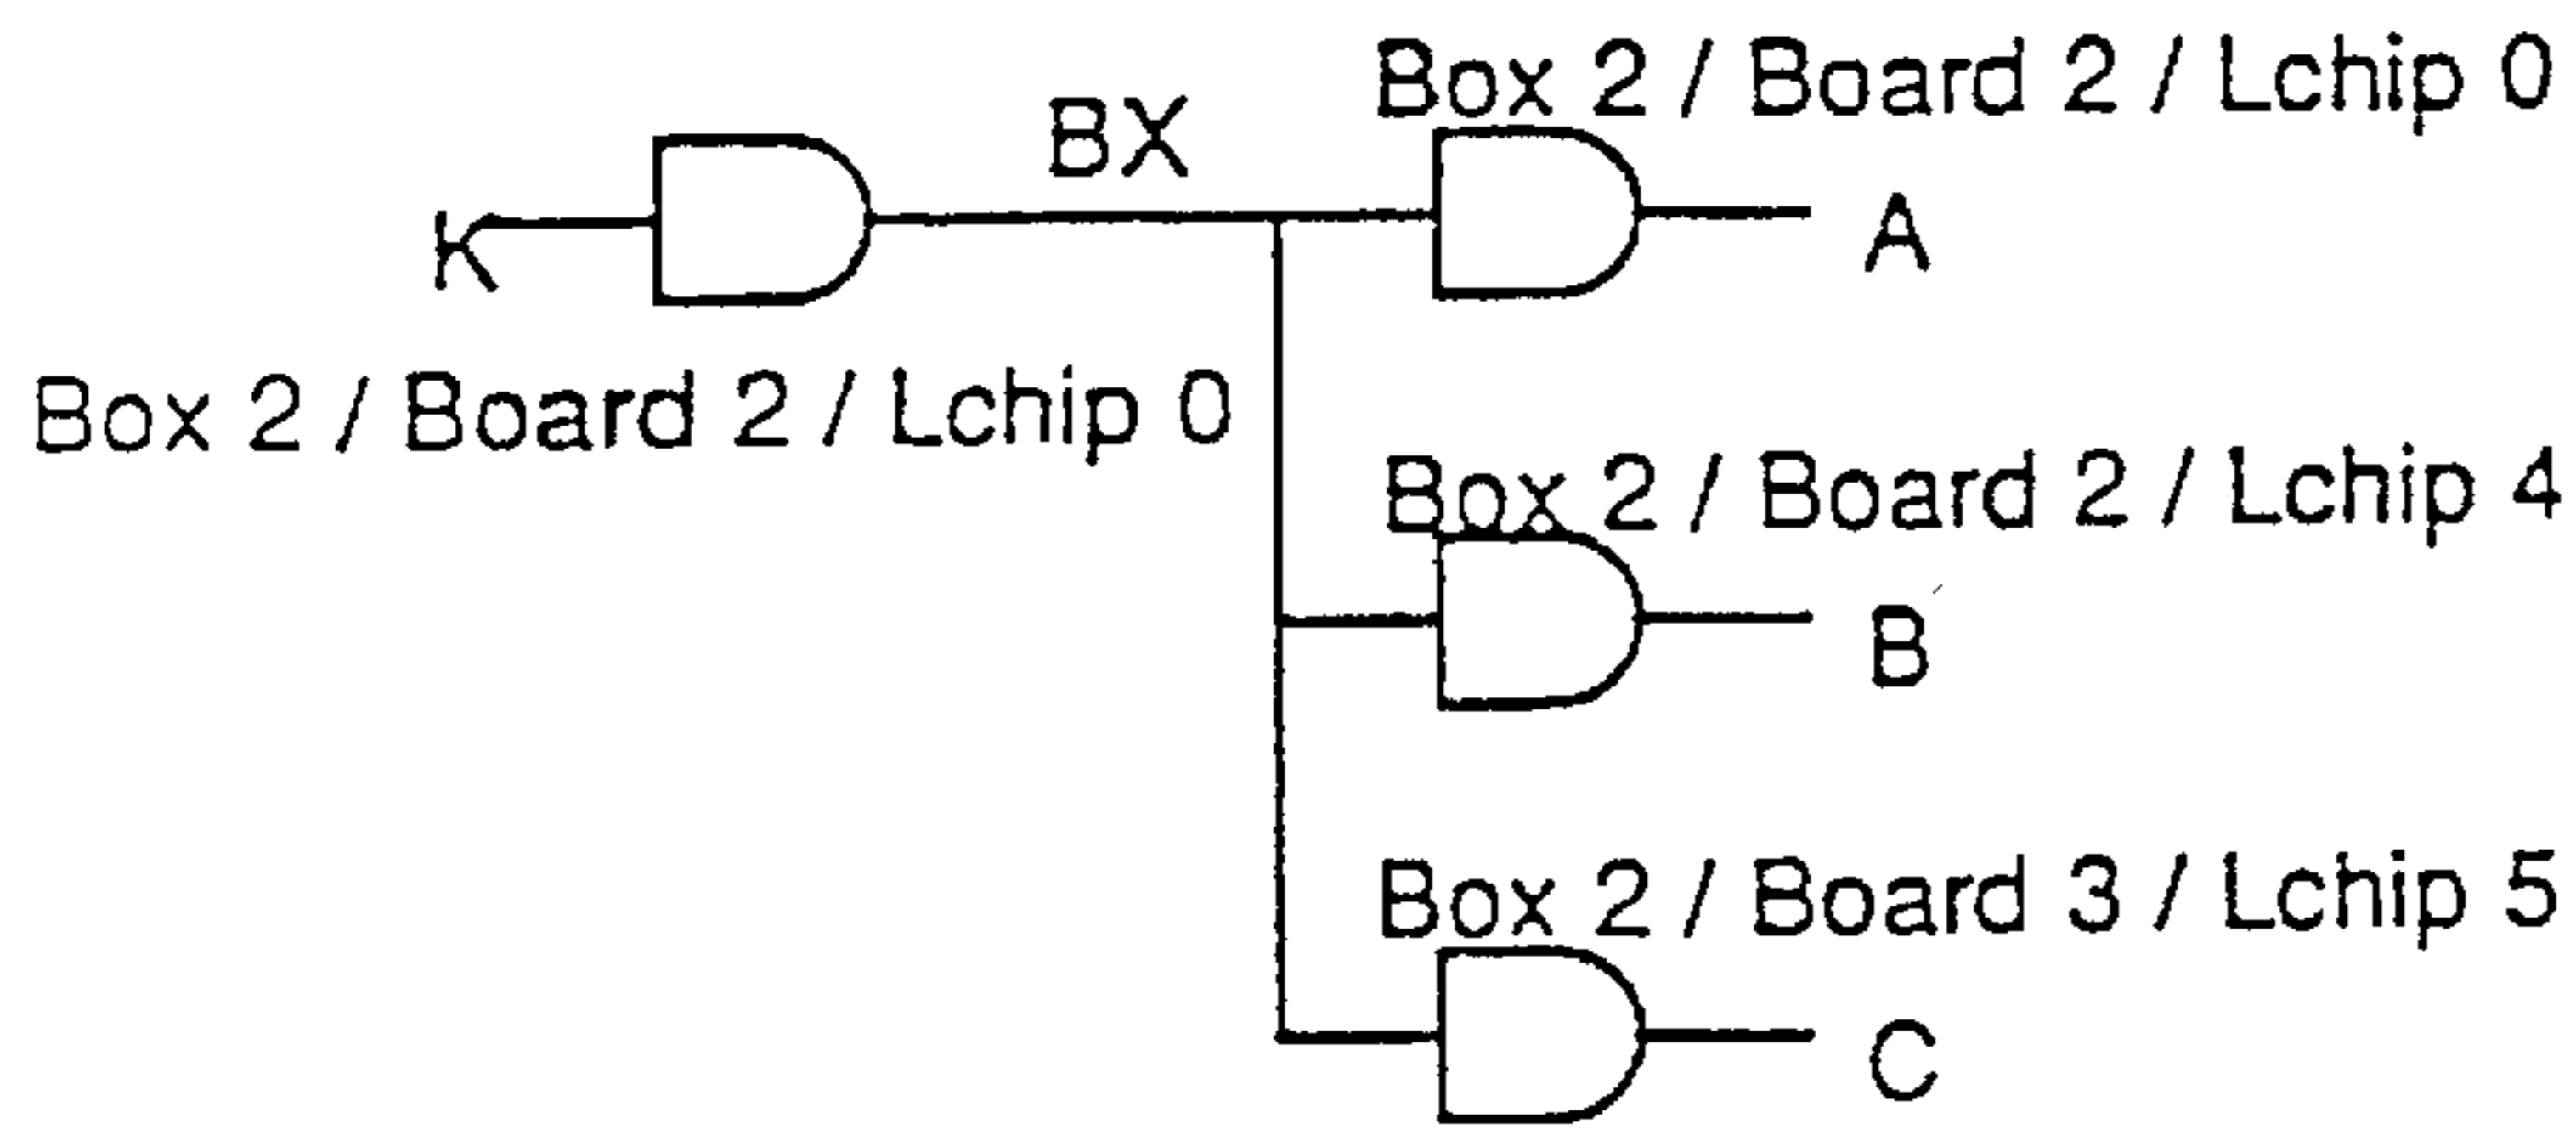 Box 2 / Board 2 / Lchip 0
BX
K
A
Box 2 / Board 2 / Lchip 0
Box 2 / Board 2 / Lchip 4
B
Box 2 / Board 3 / Lchip 5
C